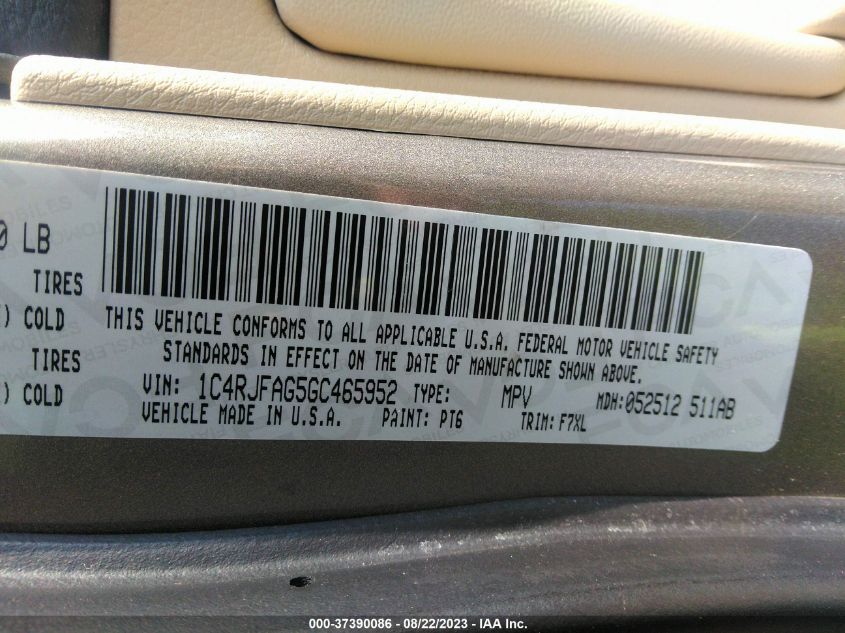 0 LB
TIRES
) COLD
TIRES
) COLD
THIS VEHICLE CONFORMS TO ALL APPLICABLE U.S.A. FEDERAL MOTOR VEHICLE SAFETY
STANDARDS IN EFFECT ON THE DATE OF MANUFACTURE SHOWN ABOVE.
VIN: 1C4RJFAG5GC465952 TYPE: MPV MDH:052512 511AB
VEHICLE MADE IN U.S.A. PAINT: PT6 TRIM: F7XL
000-37390086 - 08/22/2023 - IAA Inc.